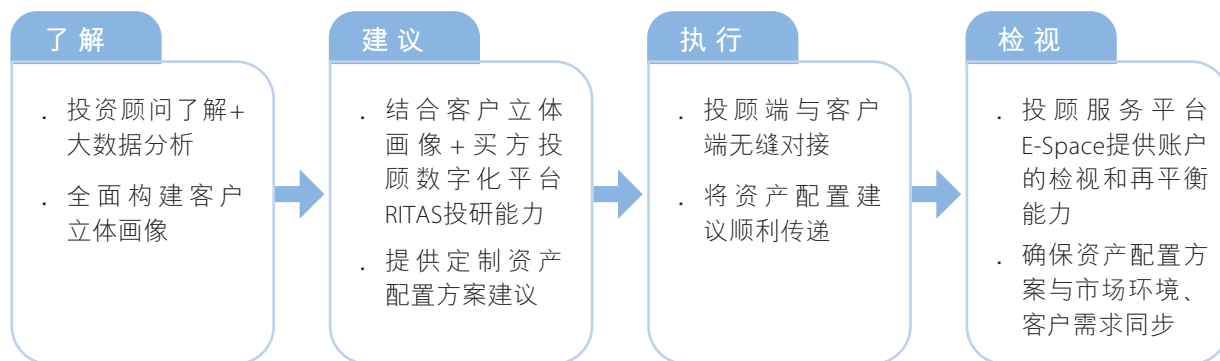 了解
. 投资顾问了解+
大数据分析
. 全面构建客户
立体画像
建议
. 结合客户立体
画像+买方投
顾数字化平台
RITAS投研能力
. 提供定制资产
配置方案建议
执行
. 投顾端与客户
端无缝对接
. 将资产配置建
议顺利传递
检视
. 投顾服务平台
E-Space提供账户
的检视和再平衡
能力
. 确保资产配置方
案与市场环境、
客户需求同步